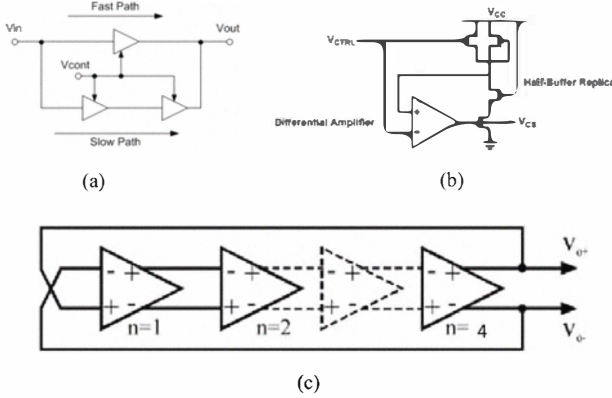 Fast Path
Vin
Vout
Vcont
Slow Path
(a)
VCC
VCTRL
Half-Buffer Replica
+
-
Differential Amplifier
VCS
(b)
- + - + - + - +
+ - + - + - + -
n=1 n=2 n= 4
Vo+
Vo-
(c)